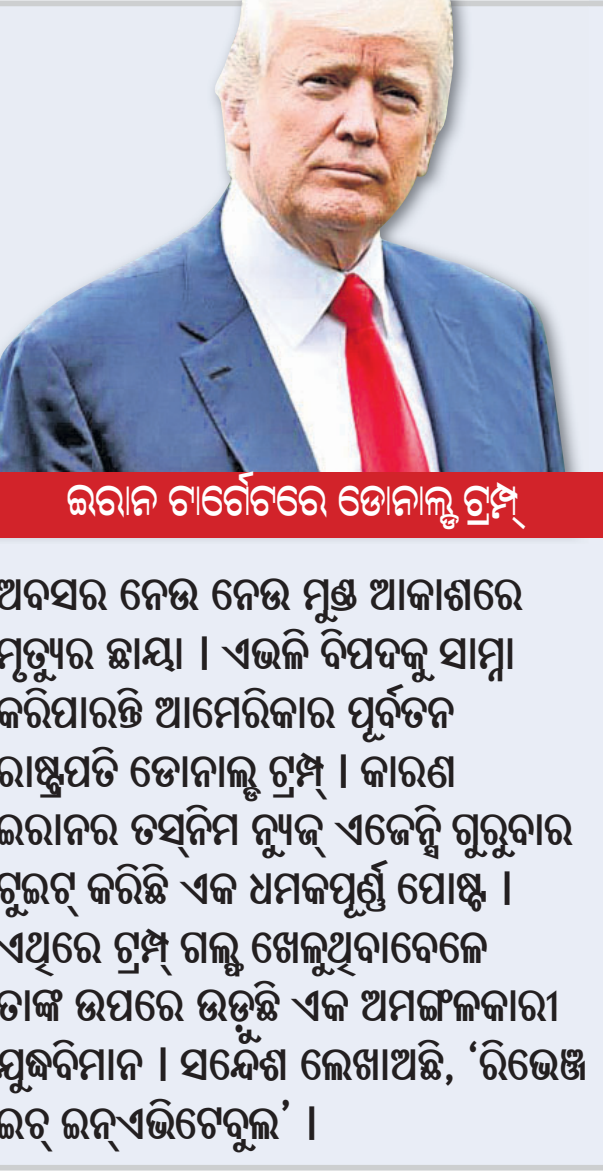 ଇରାନ ଟାର୍ଗେଟରେ ଡୋନାଲ୍ଡ ଟ୍ରମ୍ପ୍
ଅବସର ନେଉ ନେଉ ମୁଣ୍ଡ ଆକାଶରେ
ମୃତ୍ୟୁର ଛାୟା । ଏଭଳି ବିପଦକୁ ସାମ୍ନା
କରିପାରନ୍ତି ଆମେରିକାର ପୂର୍ବତନ
ରାଷ୍ଟ୍ରପତି ଡୋନାଲ୍ଡ ଟ୍ରମ୍ପ୍ । କାରଣ
ଇରାନର ତସ୍‌ନିମ ନ୍ୟୁଜ୍ ଏଜେନ୍ସି ଗୁରୁବାର
ଟୁଇଟ୍ କରିଛି ଏକ ଧମକପୂର୍ଣ୍ଣ ପୋଷ୍ଟ ।
ଏଥିରେ ଟ୍ରମ୍ପ୍ ଗଲ୍ଫ ଖେଳୁଥିବାବେଳେ
ତାଙ୍କ ଉପରେ ଉଡୁଛି ଏକ ଅମଙ୍ଗଳକାରୀ
ଯୁଦ୍ଧବିମାନ । ସନ୍ଦେଶ ଲେଖାଅଛି, ‘ରିଭେଞ୍ଜ
ଇଚ୍ ଇନ୍‌ଏଭିଟେବୁଲ’ ।